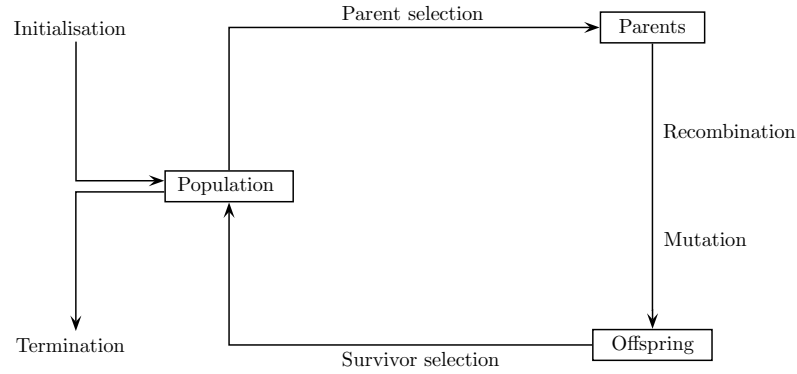 Parent selection
Initialisation
Parents
Recombination
Population
Mutation
Termination
Offspring
Survivor selection